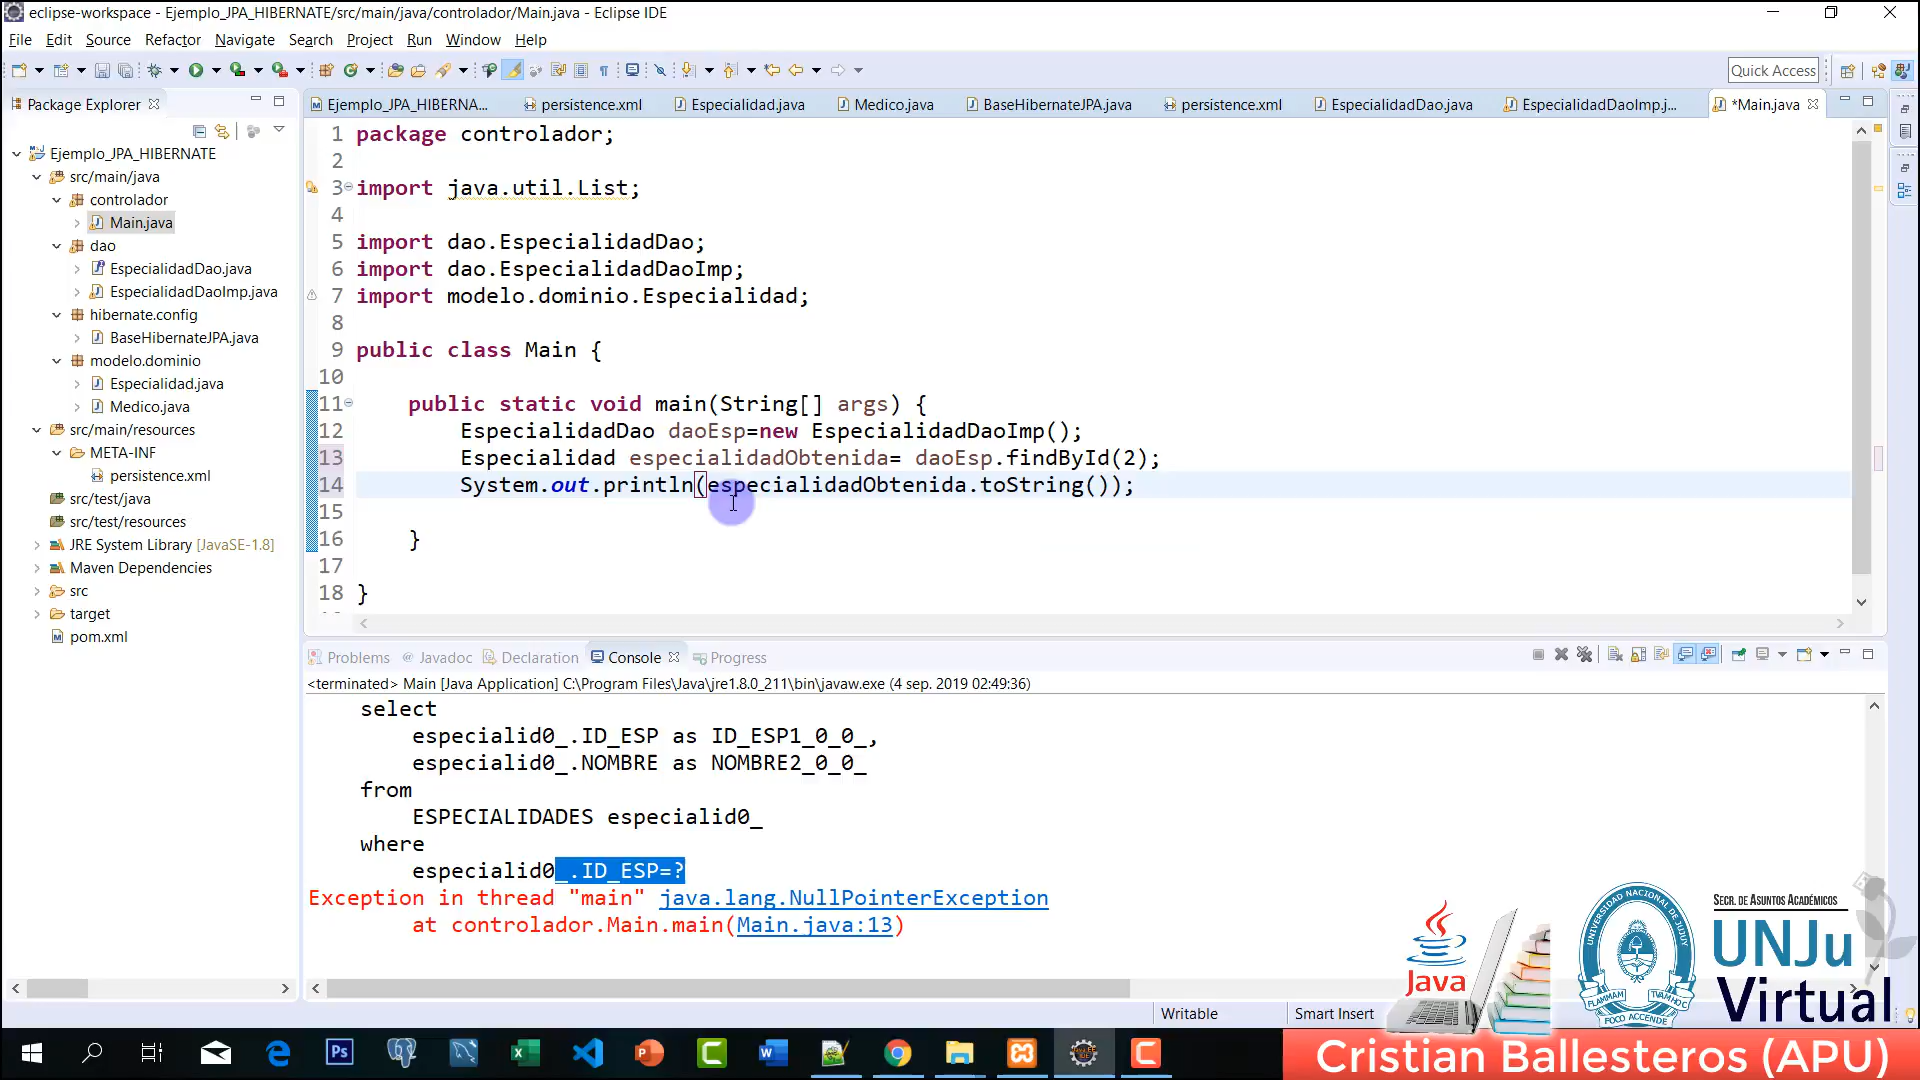 eclipse-workspace - Ejemplo_JPA_HIBERNATE/src/main/java/controlador/Main.java - Eclipse IDE
File Edit Source Refactor Navigate Search Project Run Window Help
Quick Access
Package Explorer
Ejemplo_JPA_HIBERNA... persistence.xml Especialidad.java Medico.java BaseHibernateJPA.java persistence.xml EspecialidadDao.java EspecialidadDaoImp.j... *Main.java
Ejemplo_JPA_HIBERNATE
src/main/java
controlador
Main.java
dao
EspecialidadDao.java
EspecialidadDaoImp.java
hibernate.config
BaseHibernateJPA.java
modelo.dominio
Especialidad.java
Medico.java
src/main/resources
META-INF
persistence.xml
src/test/java
src/test/resources
JRE System Library [JavaSE-1.8]
Maven Dependencies
src
target
pom.xml
1 package controlador;
2
3 import java.util.List;
4
5 import dao.EspecialidadDao;
6 import dao.EspecialidadDaoImp;
7 import modelo.dominio.Especialidad;
8
9 public class Main {
10
11 public static void main(String[] args) {
12 EspecialidadDao daoEsp=new EspecialidadDaoImp();
13 Especialidad especialidadObtenida= daoEsp.findById(2);
14 System.out.println(especialidadObtenida.toString());
15
16 }
17
18 }
Problems Javadoc Declaration Console Progress
<terminated> Main [Java Application] C:\Program Files\Java\jre1.8.0_211\bin\javaw.exe (4 sep. 2019 02:49:36)
select
especialid0_.ID_ESP as ID_ESP1_0_0_,
especialid0_.NOMBRE as NOMBRE2_0_0_
from
ESPECIALIDADES especialid0_
where
especialid0_.ID_ESP=?
Exception in thread "main" java.lang.NullPointerException
at controlador.Main.main(Main.java:13)
Writable Smart Insert
Java
UNIVERSIDAD NACIONAL DE JUJUY
FOCO ACCENDE
Secr. de Asuntos Académicos
UNJu
Virtual
Cristian Ballesteros (APU)